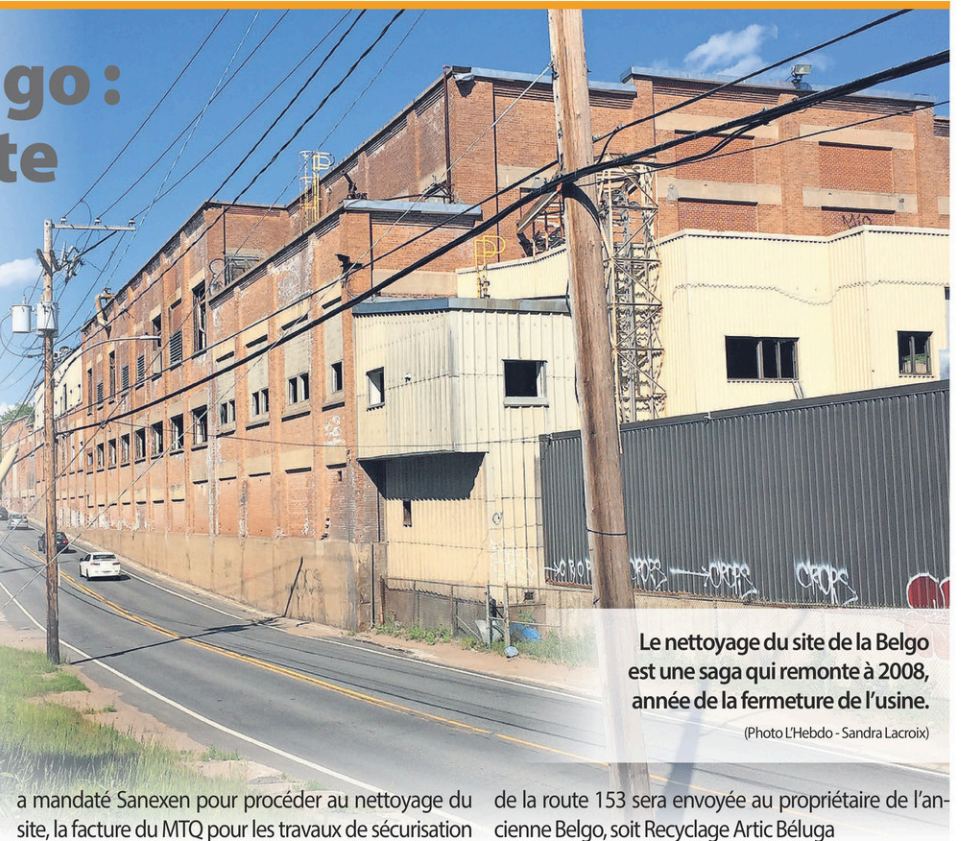 go :
te
Le nettoyage du site de la Belgo
est une saga qui remonte à 2008,
année de la fermeture de l'usine.
(Photo L'Hebdo - Sandra Lacroix)
a mandaté Sanexen pour procéder au nettoyage du
site, la facture du MTQ pour les travaux de sécurisation
de la route 153 sera envoyée au propriétaire de l'an-
cienne Belgo, soit Recyclage Artic Béluga